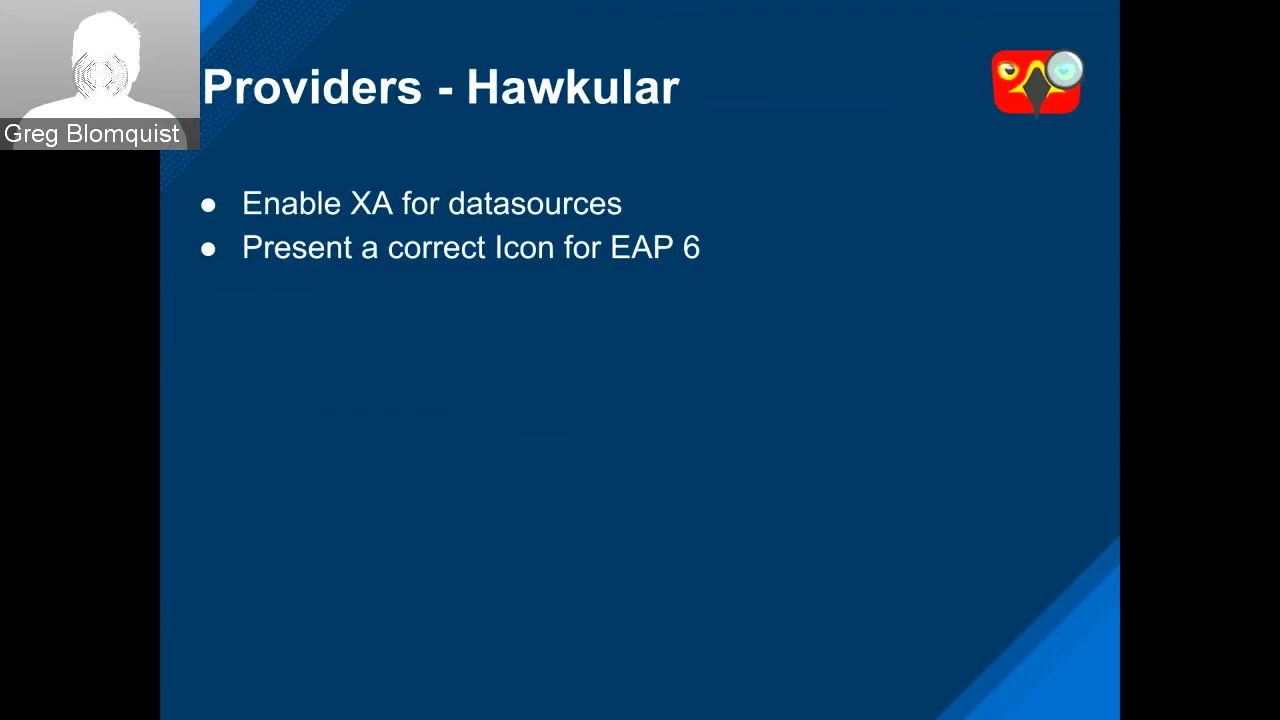 Providers - Hawkular
Greg Blomquist
● Enable XA for datasources
● Present a correct Icon for EAP 6